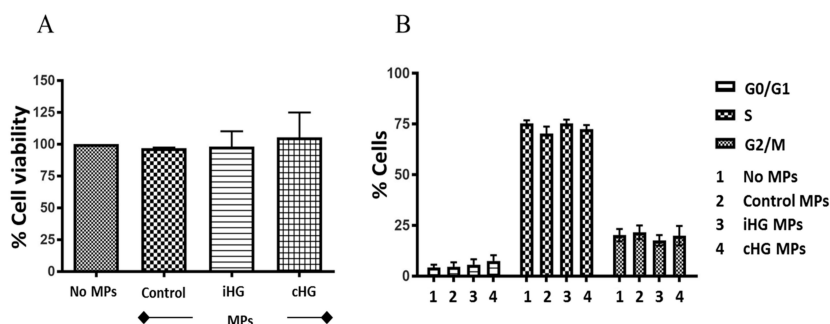 A
% Cell viability
150
125
100
75
50
25
0
No MPs Control iHG cHG
MPs
B
% Cells
100
75
50
25
0
1 2 3 4 1 2 3 4 1 2 3 4
G0/G1
S
G2/M
1 No MPs
2 Control MPs
3 iHG MPs
4 cHG MPs